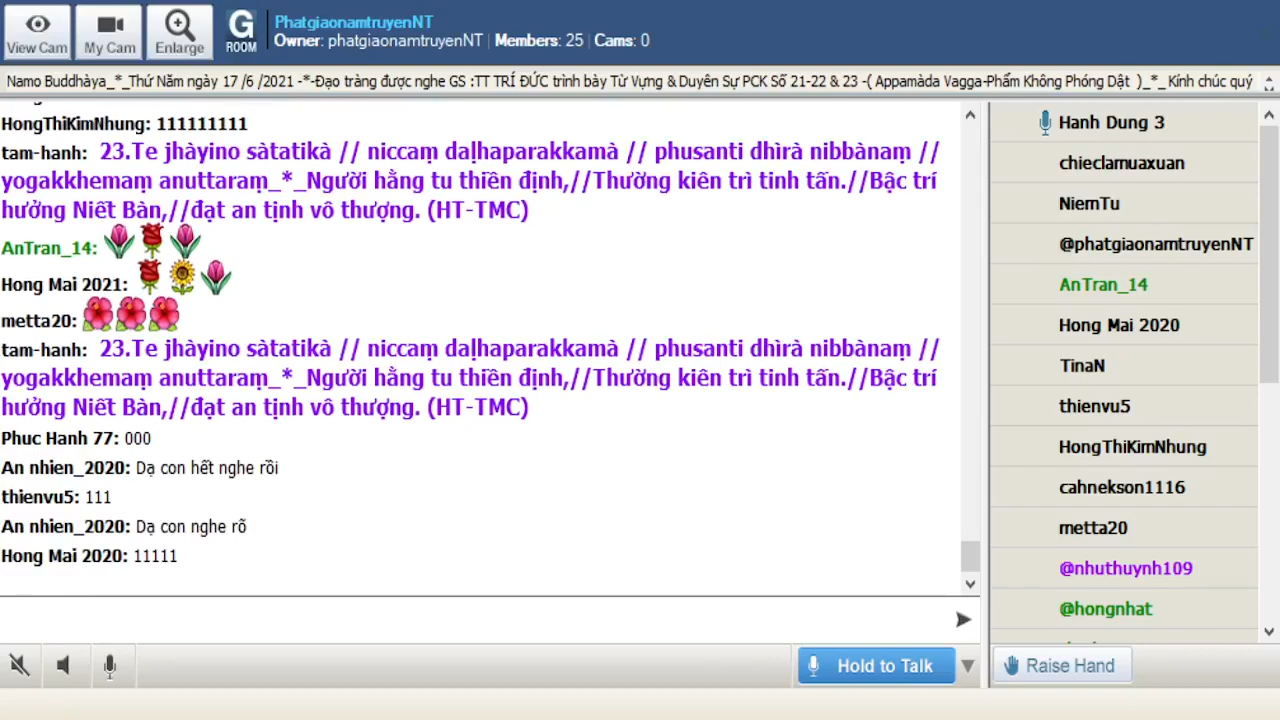 View Cam
My Cam
Enlarge
G
ROOM
PhatgiaonamtruyenNT
Owner: phatgiaonamtruyenNT | Members: 25 | Cams: 0
Namo Buddhàya_*_Thứ Năm ngày 17 /6 /2021 -*-Đạo tràng được nghe GS :TT TRÍ ĐỨC trình bày Từ Vựng & Duyên Sự PCK Số 21-22 & 23 -( Appamàda Vagga-Phẩm Không Phóng Dật )_*_Kính chúc quý
HongThiKimNhung: 111111111
tam-hanh: 23.Te jhàyino sàtatikà // niccaṃ daḷhaparakkamà // phusanti dhìrà nibbànaṃ //
yogakkhemaṃ anuttaraṃ_*_Người hằng tu thiền định,//Thường kiên trì tinh tấn.//Bậc trí
hưởng Niết Bàn,//đạt an tịnh vô thượng. (HT-TMC)
AnTran_14:
Hong Mai 2021:
metta20:
tam-hanh: 23.Te jhàyino sàtatikà // niccaṃ daḷhaparakkamà // phusanti dhìrà nibbànaṃ //
yogakkhemaṃ anuttaraṃ_*_Người hằng tu thiền định,//Thường kiên trì tinh tấn.//Bậc trí
hưởng Niết Bàn,//đạt an tịnh vô thượng. (HT-TMC)
Phuc Hanh 77: 000
An nhien_2020: Dạ con hết nghe rồi
thienvu5: 111
An nhien_2020: Dạ con nghe rõ
Hong Mai 2020: 11111
Hanh Dung 3
chieclamuaxuan
NiemTu
@phatgiaonamtruyenNT
AnTran_14
Hong Mai 2020
TinaN
thienvu5
HongThiKimNhung
cahnekson1116
metta20
@nhuthuynh109
@hongnhat
Hold to Talk
Raise Hand